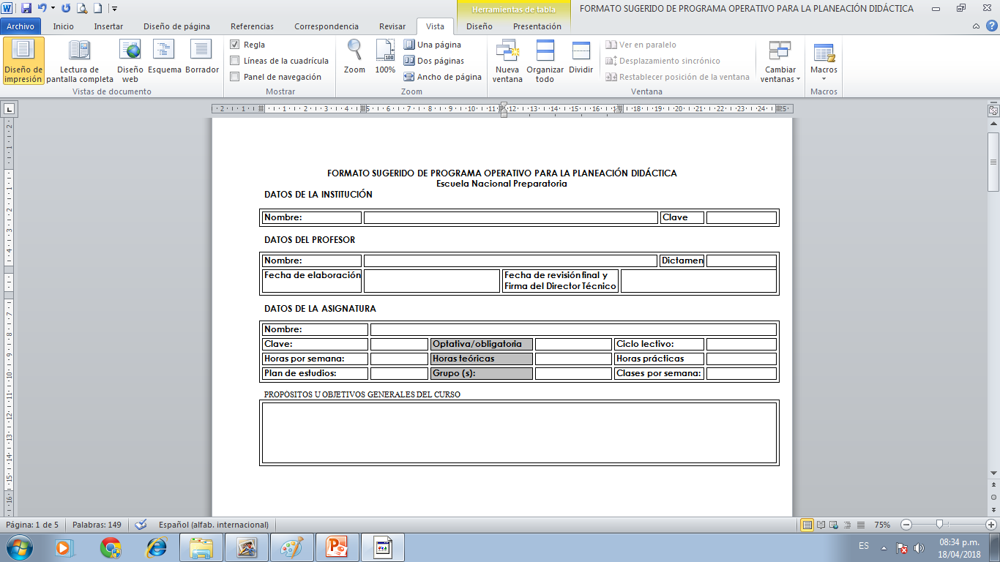 Herramientas de tabla
FORMATO SUGERIDO DE PROGRAMA OPERATIVO PARA LA PLANEACIÓN DIDÁCTICA
Archivo Inicio Insertar Diseño de página Referencias Correspondencia Revisar Vista Diseño Presentación
Diseño de impresión
Lectura de pantalla completa
Diseño web
Esquema
Borrador
Vistas de documento
Regla
Líneas de la cuadrícula
Panel de navegación
Mostrar
Zoom
100%
Una página
Dos páginas
Ancho de página
Zoom
Nueva ventana
Organizar todo
Dividir
Ver en paralelo
Desplazamiento sincrónico
Restablecer posición de la ventana
Ventana
Cambiar ventanas
Macros
Macros
FORMATO SUGERIDO DE PROGRAMA OPERATIVO PARA LA PLANEACIÓN DIDÁCTICA
Escuela Nacional Preparatoria
DATOS DE LA INSTITUCIÓN
Nombre: Clave
DATOS DEL PROFESOR
Nombre: Dictamen
Fecha de elaboración Fecha de revisión final y
Firma del Director Técnico
DATOS DE LA ASIGNATURA
Nombre:
Clave: Optativa/obligatoria Ciclo lectivo:
Horas por semana: Horas teóricas Horas prácticas
Plan de estudios: Grupo (s): Clases por semana:
PROPOSITOS U OBJETIVOS GENERALES DEL CURSO
Página: 1 de 5 Palabras: 149 Español (alfab. internacional) 75%
ES 08:34 p.m.
18/04/2018